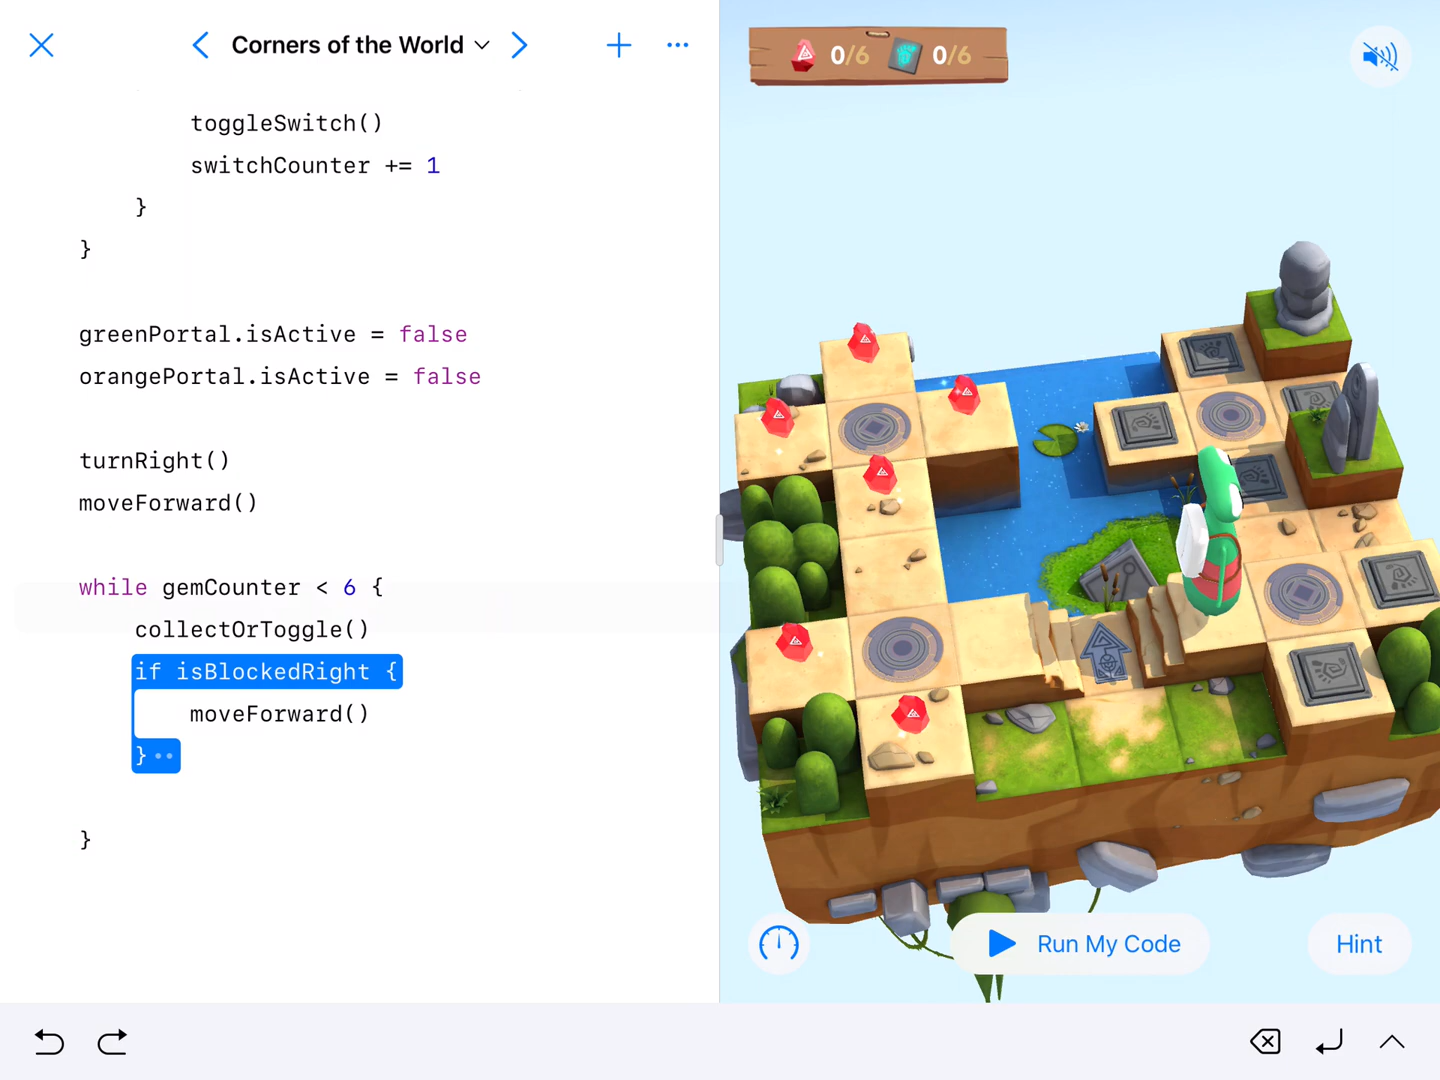 Corners of the World
toggleSwitch()
switchCounter += 1
}
}
greenPortal.isActive = false
orangePortal.isActive = false
turnRight()
moveForward()
while gemCounter < 6 {
collectOrToggle()
if isBlockedRight {
moveForward()
}
}
0/6
0/6
Run My Code
Hint